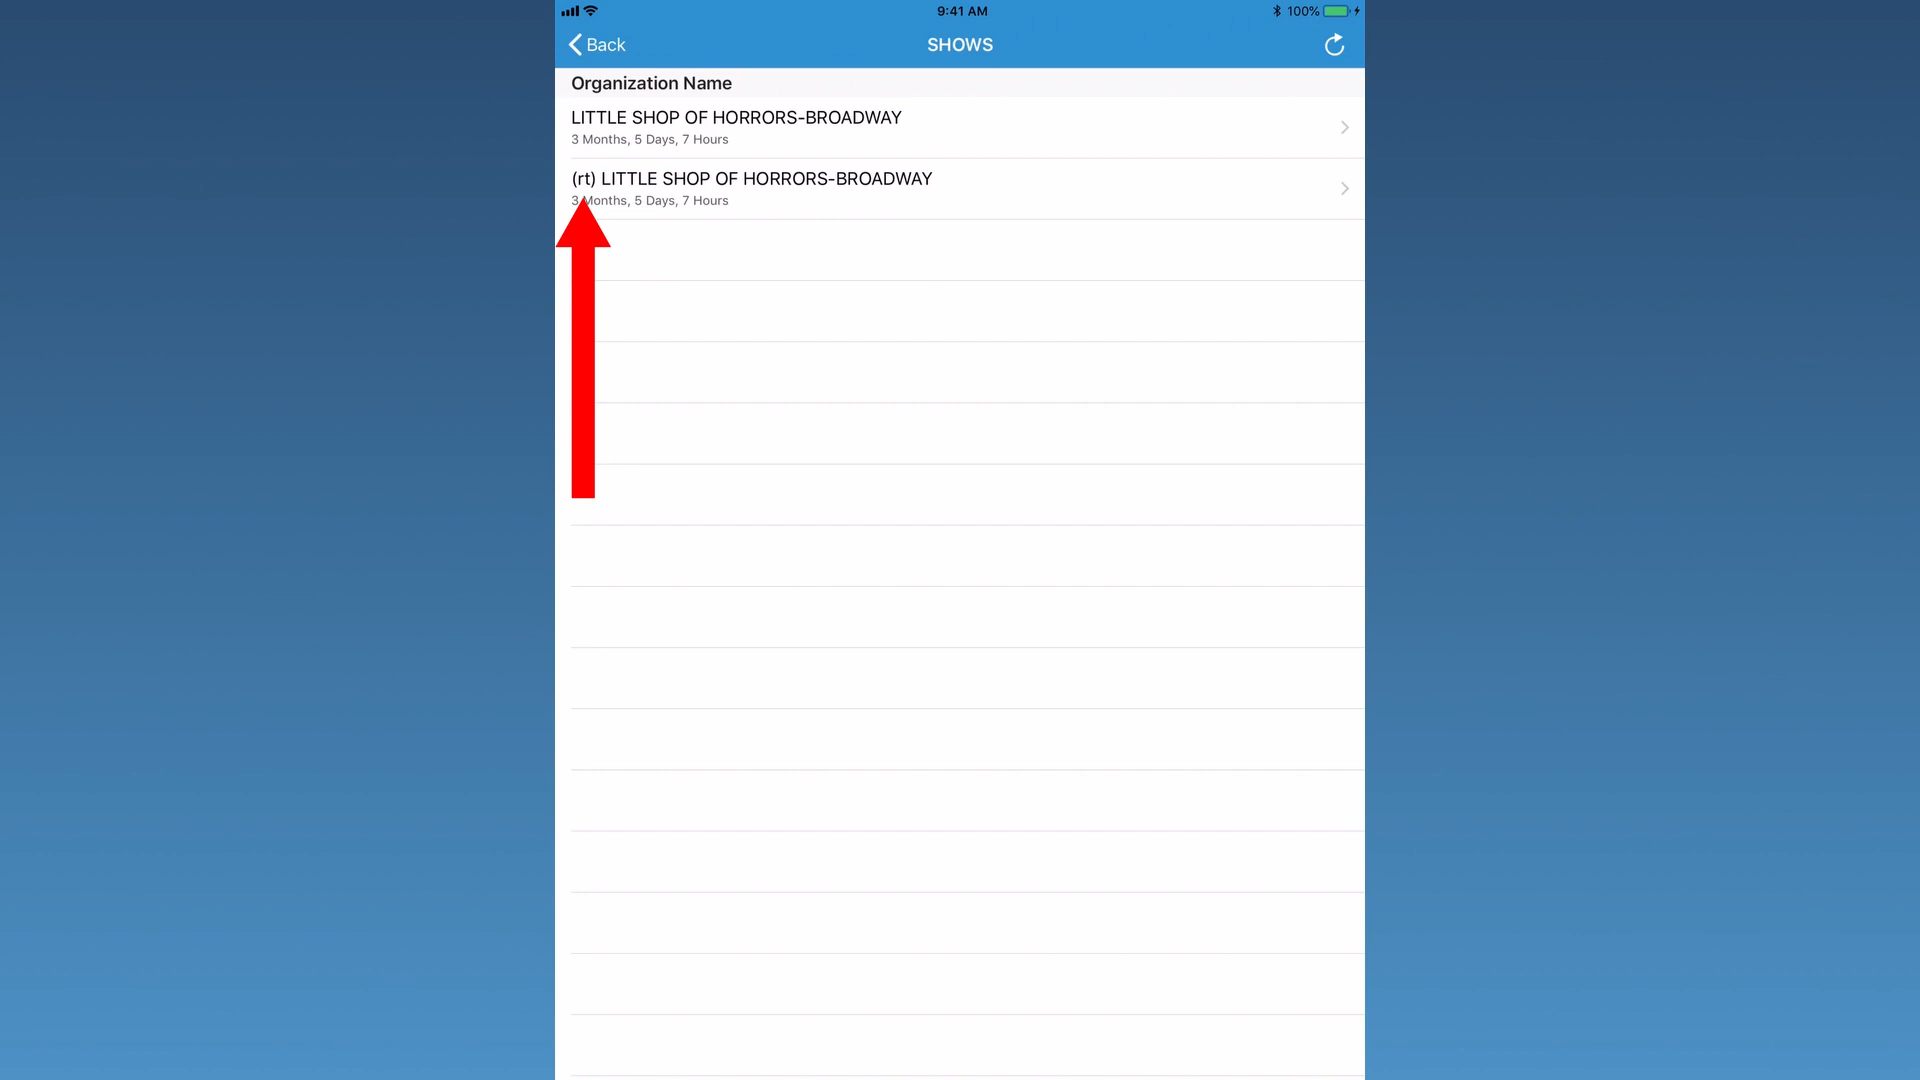 9:41 AM
100%
Back
SHOWS
Organization Name
LITTLE SHOP OF HORRORS-BROADWAY
3 Months, 5 Days, 7 Hours
(rt) LITTLE SHOP OF HORRORS-BROADWAY
3 Months, 5 Days, 7 Hours